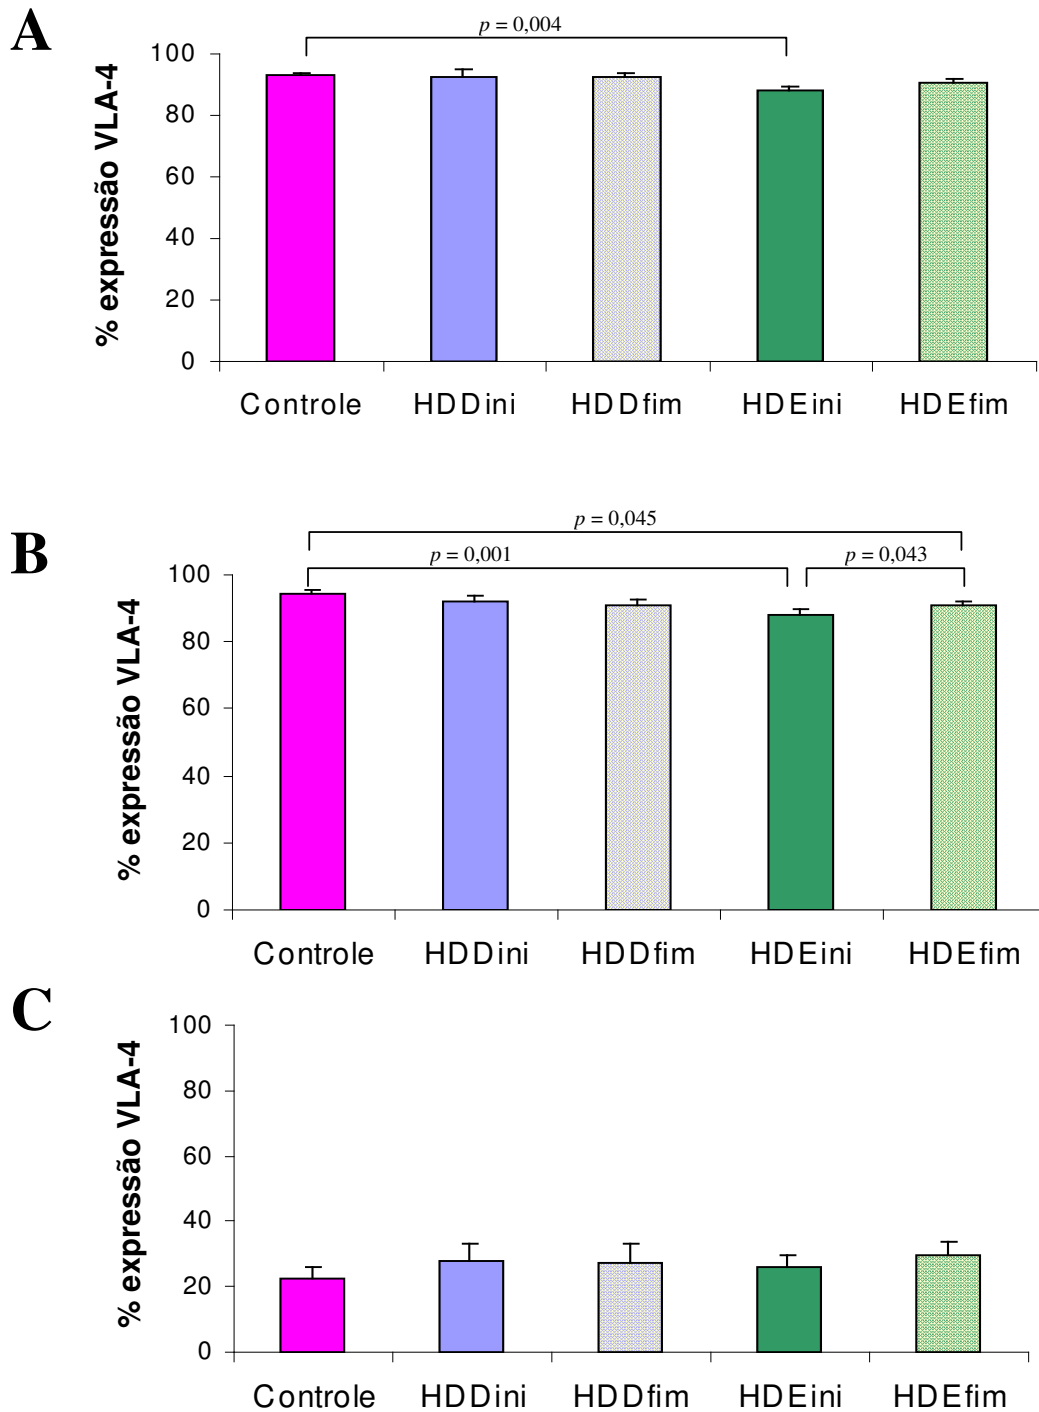 A
p = 0,004
% expressão VLA-4
100
80
60
40
20
0
Controle HDDini HDDfim HDEini HDEfim
B
p = 0,045
p = 0,001 p = 0,043
% expressão VLA-4
100
80
60
40
20
0
Controle HDDini HDDfim HDEini HDEfim
C
% expressão VLA-4
100
80
60
40
20
0
Controle HDDini HDDfim HDEini HDEfim